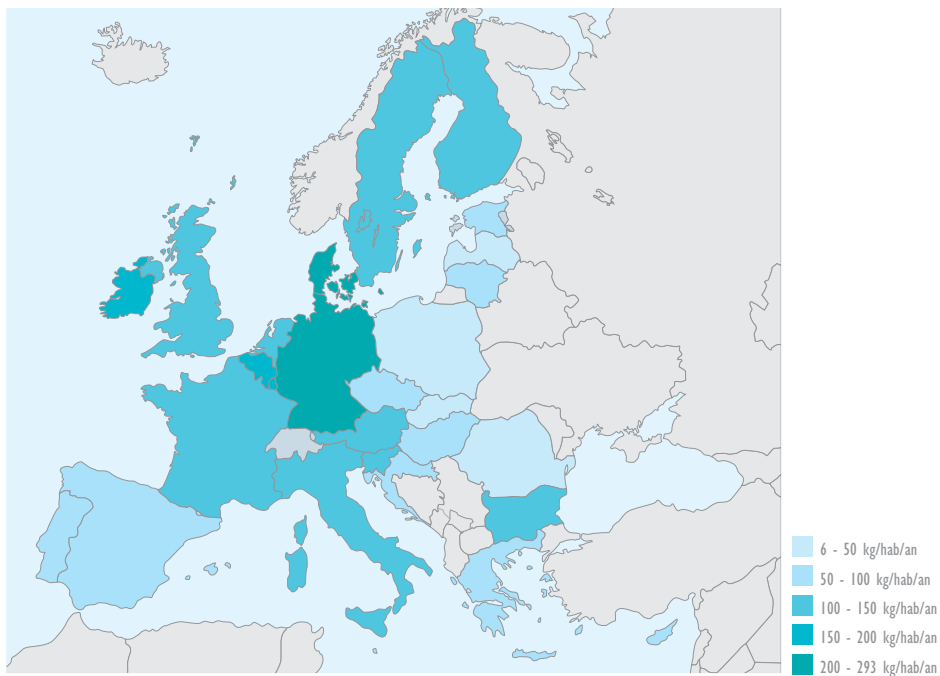 6 - 50 kg/hab/an
50 - 100 kg/hab/an
100 - 150 kg/hab/an
150 - 200 kg/hab/an
200 - 293 kg/hab/an